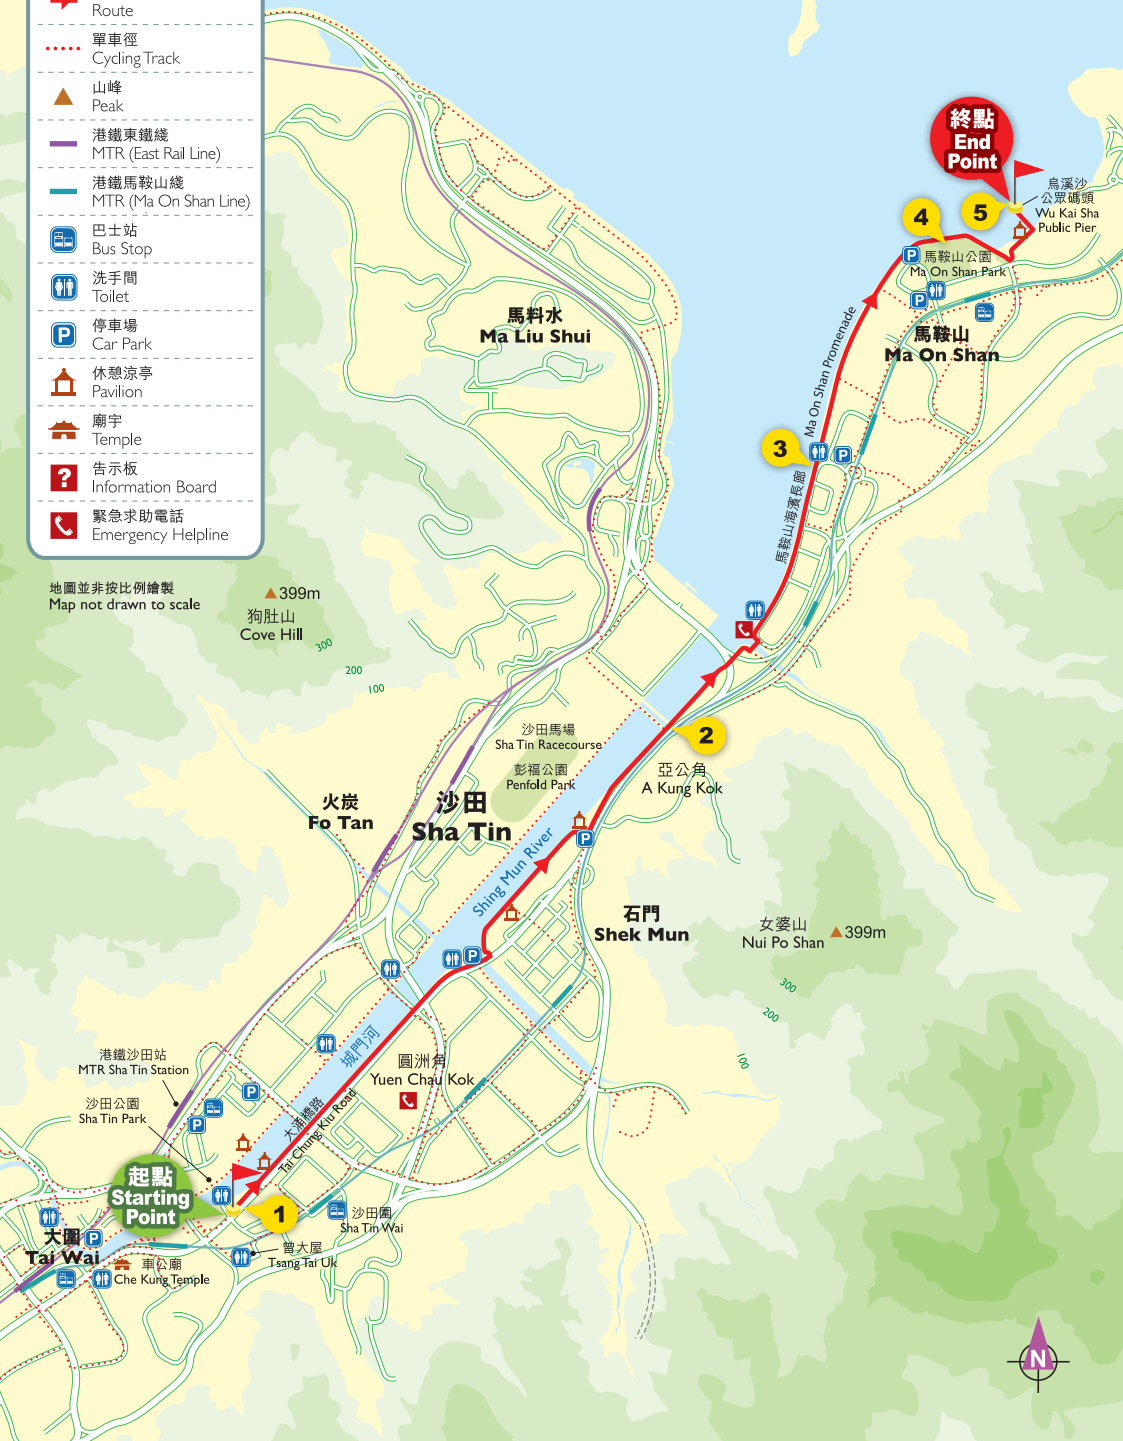 Route
單車徑
Cycling Track
山峰
Peak
港鐵東鐵綫
MTR (East Rail Line)
港鐵馬鞍山綫
MTR (Ma On Shan Line)
巴士站
Bus Stop
洗手間
Toilet
P
停車場
Car Park
休憩涼亭
Pavilion
廟宇
Temple
?
告示板
Information Board
緊急求助電話
Emergency Helpline
地圖並非按比例繪製
Map not drawn to scale
399m
狗肚山
Cove Hill
300
200
100
終點
End
Point
烏溪沙
公眾碼頭
Wu Kai Sha
Public Pier
5
4
P
馬鞍山公園
Ma On Shan Park
P
馬鞍山
Ma On Shan
馬料水
Ma Liu Shui
Ma On Shan Promenade
馬鞍山海濱長廊
3
P
2
沙田馬場
Sha Tin Racecourse
彭福公園
Penfold Park
亞公角
A Kung Kok
火炭
Fo Tan
沙田
Sha Tin
P
Shing Mun River
石門
Shek Mun
女婆山
Nui Po Shan
399m
300
200
100
P
城門河
圓洲角
Yuen Chau Kok
港鐵沙田站
MTR Sha Tin Station
沙田公園
Sha Tin Park
P
P
大涌橋路
Tai Chung Kiu Road
起點
Starting
Point
1
沙田圍
Sha Tin Wai
大圍
Tai Wai
P
車公廟
Che Kung Temple
曾大屋
Tsang Tai Uk
N